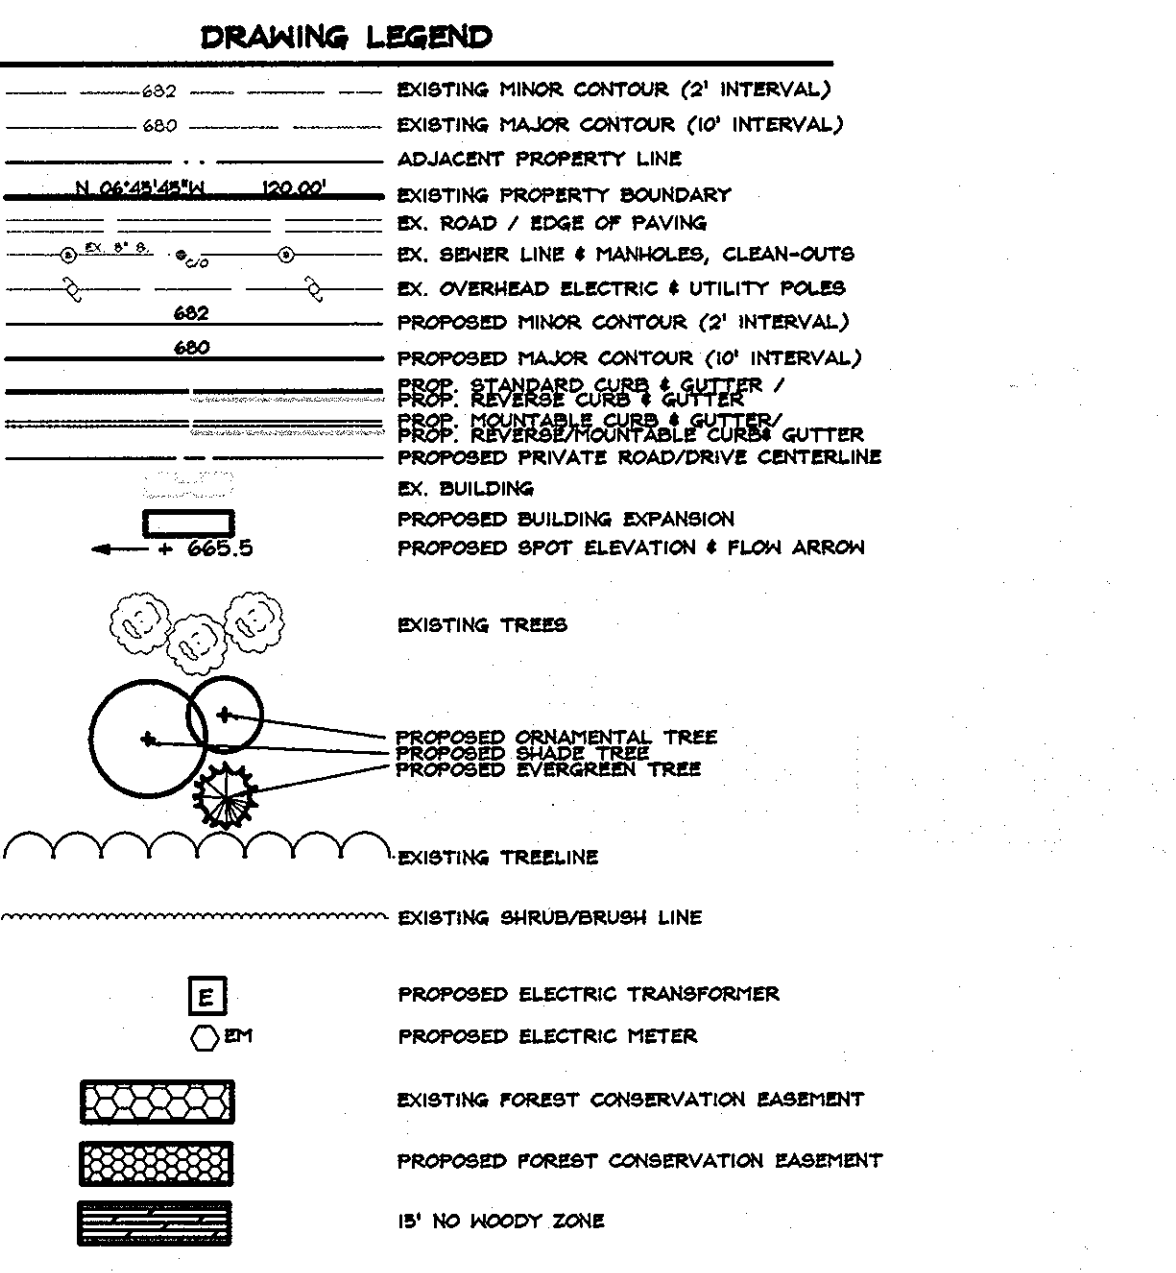 DRAWING LEGEND
682 EXISTING MINOR CONTOUR (2' INTERVAL)
680 EXISTING MAJOR CONTOUR (10' INTERVAL)
ADJACENT PROPERTY LINE
N 06°45'45"W 120.00' EXISTING PROPERTY BOUNDARY
EX. ROAD / EDGE OF PAVING
EX. 8" S. C/O EX. SEWER LINE & MANHOLES, CLEAN-OUTS
EX. OVERHEAD ELECTRIC & UTILITY POLES
682 PROPOSED MINOR CONTOUR (2' INTERVAL)
680 PROPOSED MAJOR CONTOUR (10' INTERVAL)
PROP. STANDARD CURB & GUTTER /
PROP. REVERSE CURB & GUTTER
PROP. MOUNTABLE CURB & GUTTER/
PROP. REVERSE/MOUNTABLE CURB& GUTTER
PROPOSED PRIVATE ROAD/DRIVE CENTERLINE
EX. BUILDING
PROPOSED BUILDING EXPANSION
+ 665.5 PROPOSED SPOT ELEVATION & FLOW ARROW
EXISTING TREES
PROPOSED ORNAMENTAL TREE
PROPOSED SHADE TREE
PROPOSED EVERGREEN TREE
EXISTING TREELINE
EXISTING SHRUB/BRUSH LINE
E PROPOSED ELECTRIC TRANSFORMER
EM PROPOSED ELECTRIC METER
EXISTING FOREST CONSERVATION EASEMENT
PROPOSED FOREST CONSERVATION EASEMENT
15' NO WOODY ZONE